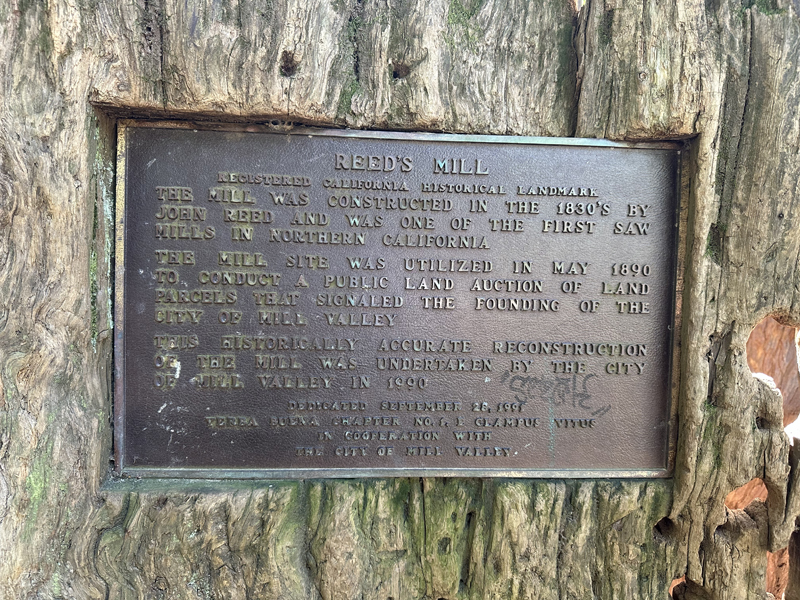 REED'S MILL
REGISTERED CALIFORNIA HISTORICAL LANDMARK
THE MILL WAS CONSTRUCTED IN THE 1830'S BY
JOHN REED AND WAS ONE OF THE FIRST SAW
MILLS IN NORTHERN CALIFORNIA
THE MILL SITE WAS UTILIZED IN MAY 1890
TO CONDUCT A PUBLIC LAND AUCTION OF LAND
PARCELS THAT SIGNALED THE FOUNDING OF THE
CITY OF MILL VALLEY
THIS HISTORICALLY ACCURATE RECONSTRUCTION
OF THE MILL WAS UNDERTAKEN BY THE CITY
OF MILL VALLEY IN 1990
DEDICATED SEPTEMBER 28, 1991
YERBA BUENA CHAPTER NO. 1, E CLAMPUS VITUS
IN COOPERATION WITH
THE CITY OF MILL VALLEY